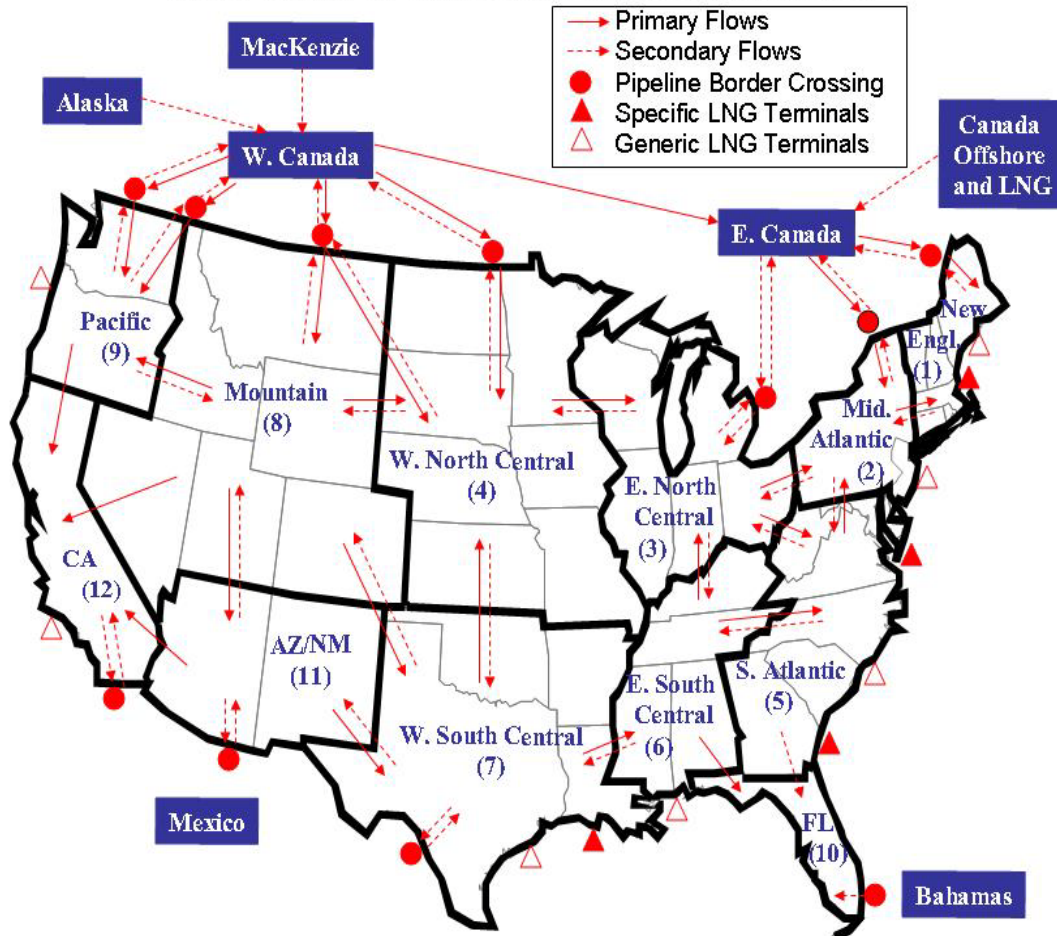 Primary Flows
Secondary Flows
Pipeline Border Crossing
Specific LNG Terminals
Generic LNG Terminals
MacKenzie
Alaska
W. Canada
Canada
Offshore
and LNG
E. Canada
Pacific
(9)
Mountain
(8)
W. North Central
(4)
E. North
Central
(3)
New
Engl.
(1)
Mid.
Atlantic
(2)
CA
(12)
AZ/NM
(11)
W. South Central
(7)
E. South
Central
(6)
S. Atlantic
(5)
FL
(10)
Mexico
Bahamas